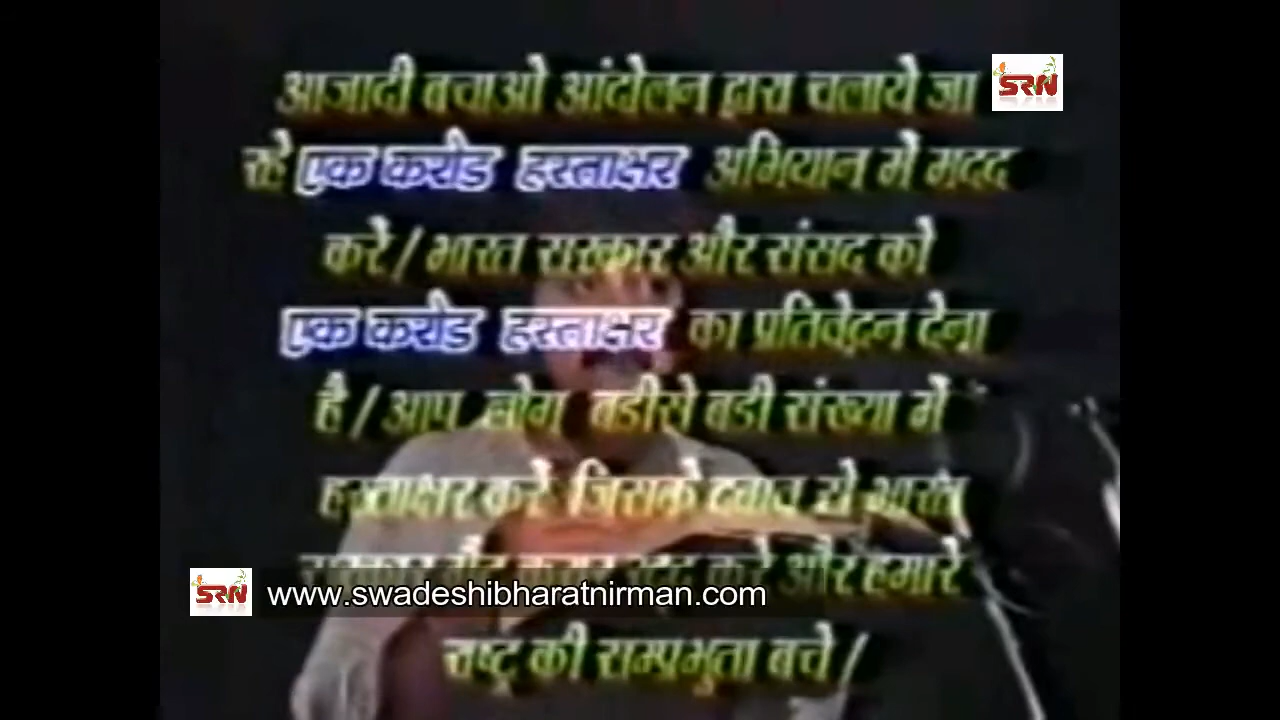 आजादी बचाओ आंदोलन द्वारा चलाये जा
SRN
रहे एक करोड हस्ताक्षर अभियान में मदद
करे / भारत सरकार और संसद को
एक करोड हस्ताक्षर का प्रतिवेदन देना
है / आप लोग बडीसे बडी संख्या में
हस्ताक्षर करे जिसके दबाव से भारत
करे और हमारे
SRN www.swadeshibharatnirman.com
राष्ट्र की सम्प्रभुता बचे /